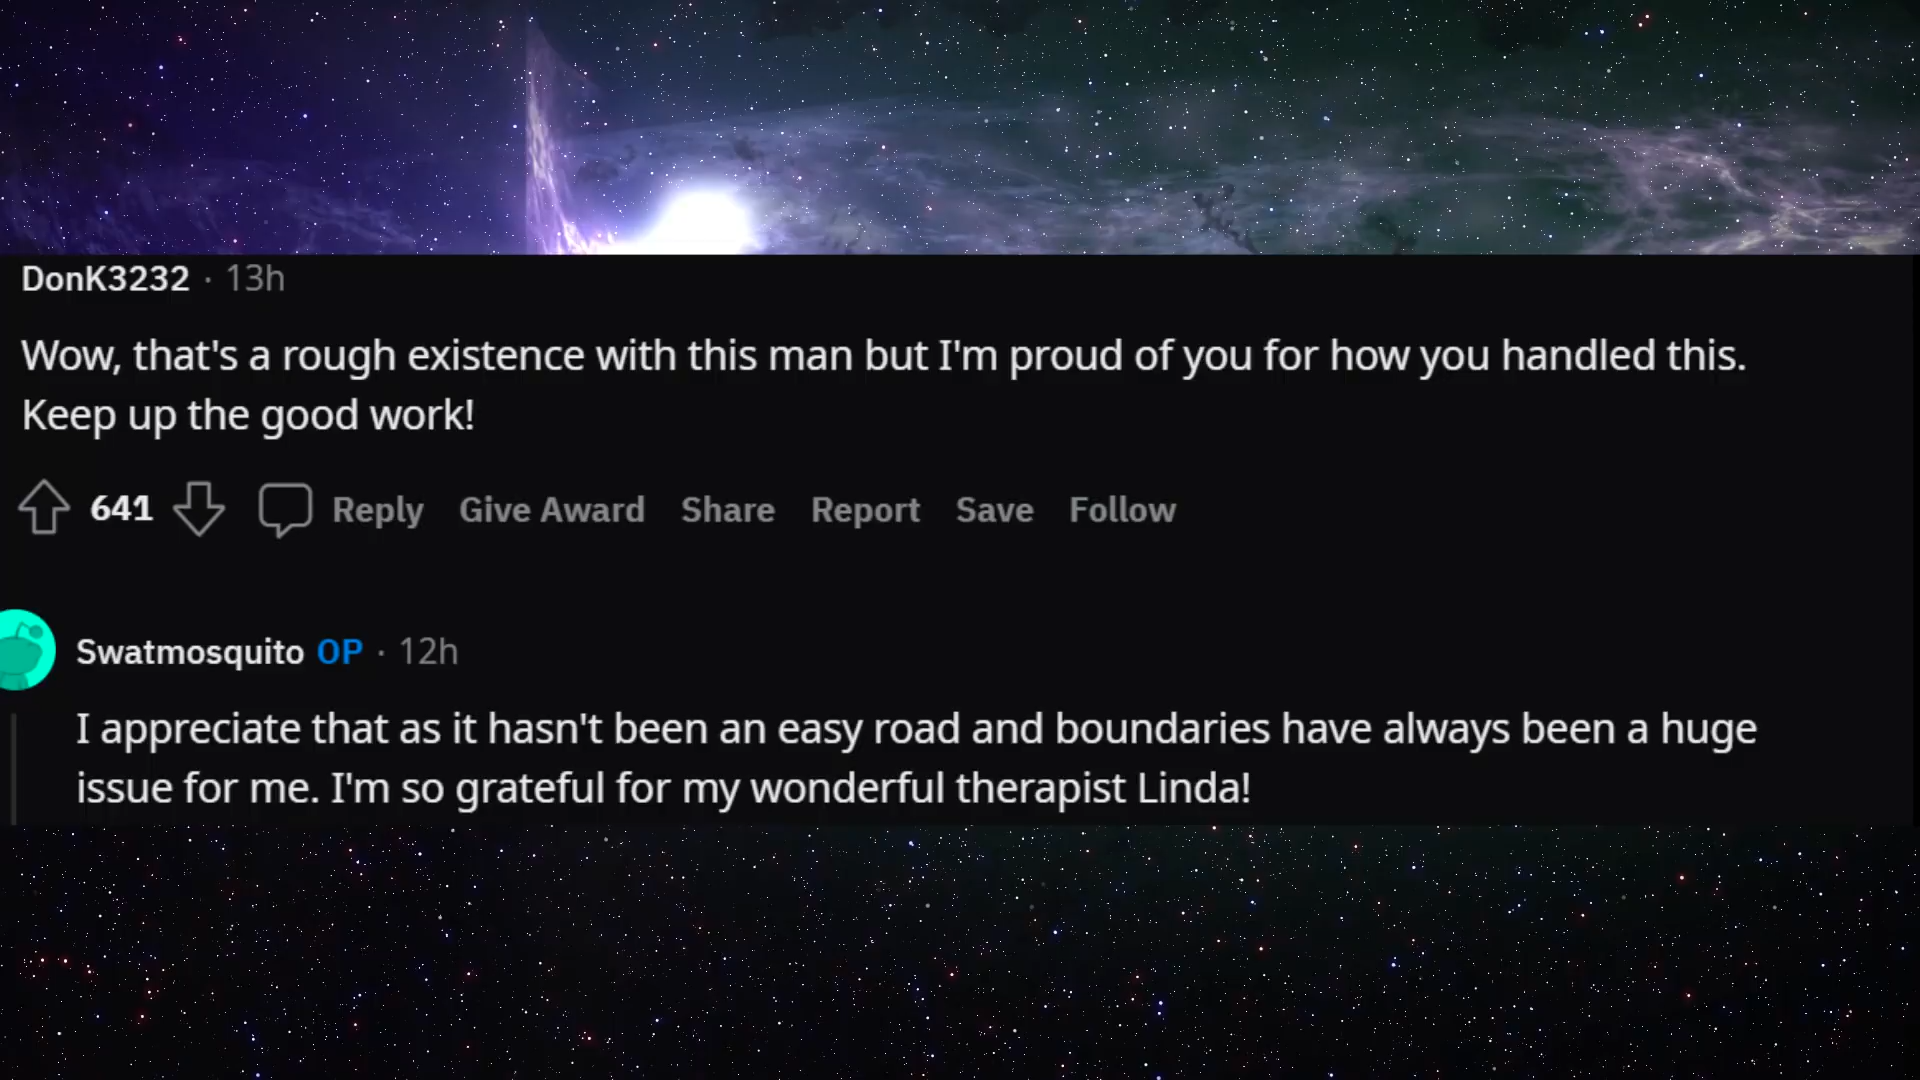 DonK3232 · 13h
Wow, that's a rough existence with this man but I'm proud of you for how you handled this.
Keep up the good work!
641 Reply Give Award Share Report Save Follow
Swatmosquito OP · 12h
I appreciate that as it hasn't been an easy road and boundaries have always been a huge
issue for me. I'm so grateful for my wonderful therapist Linda!